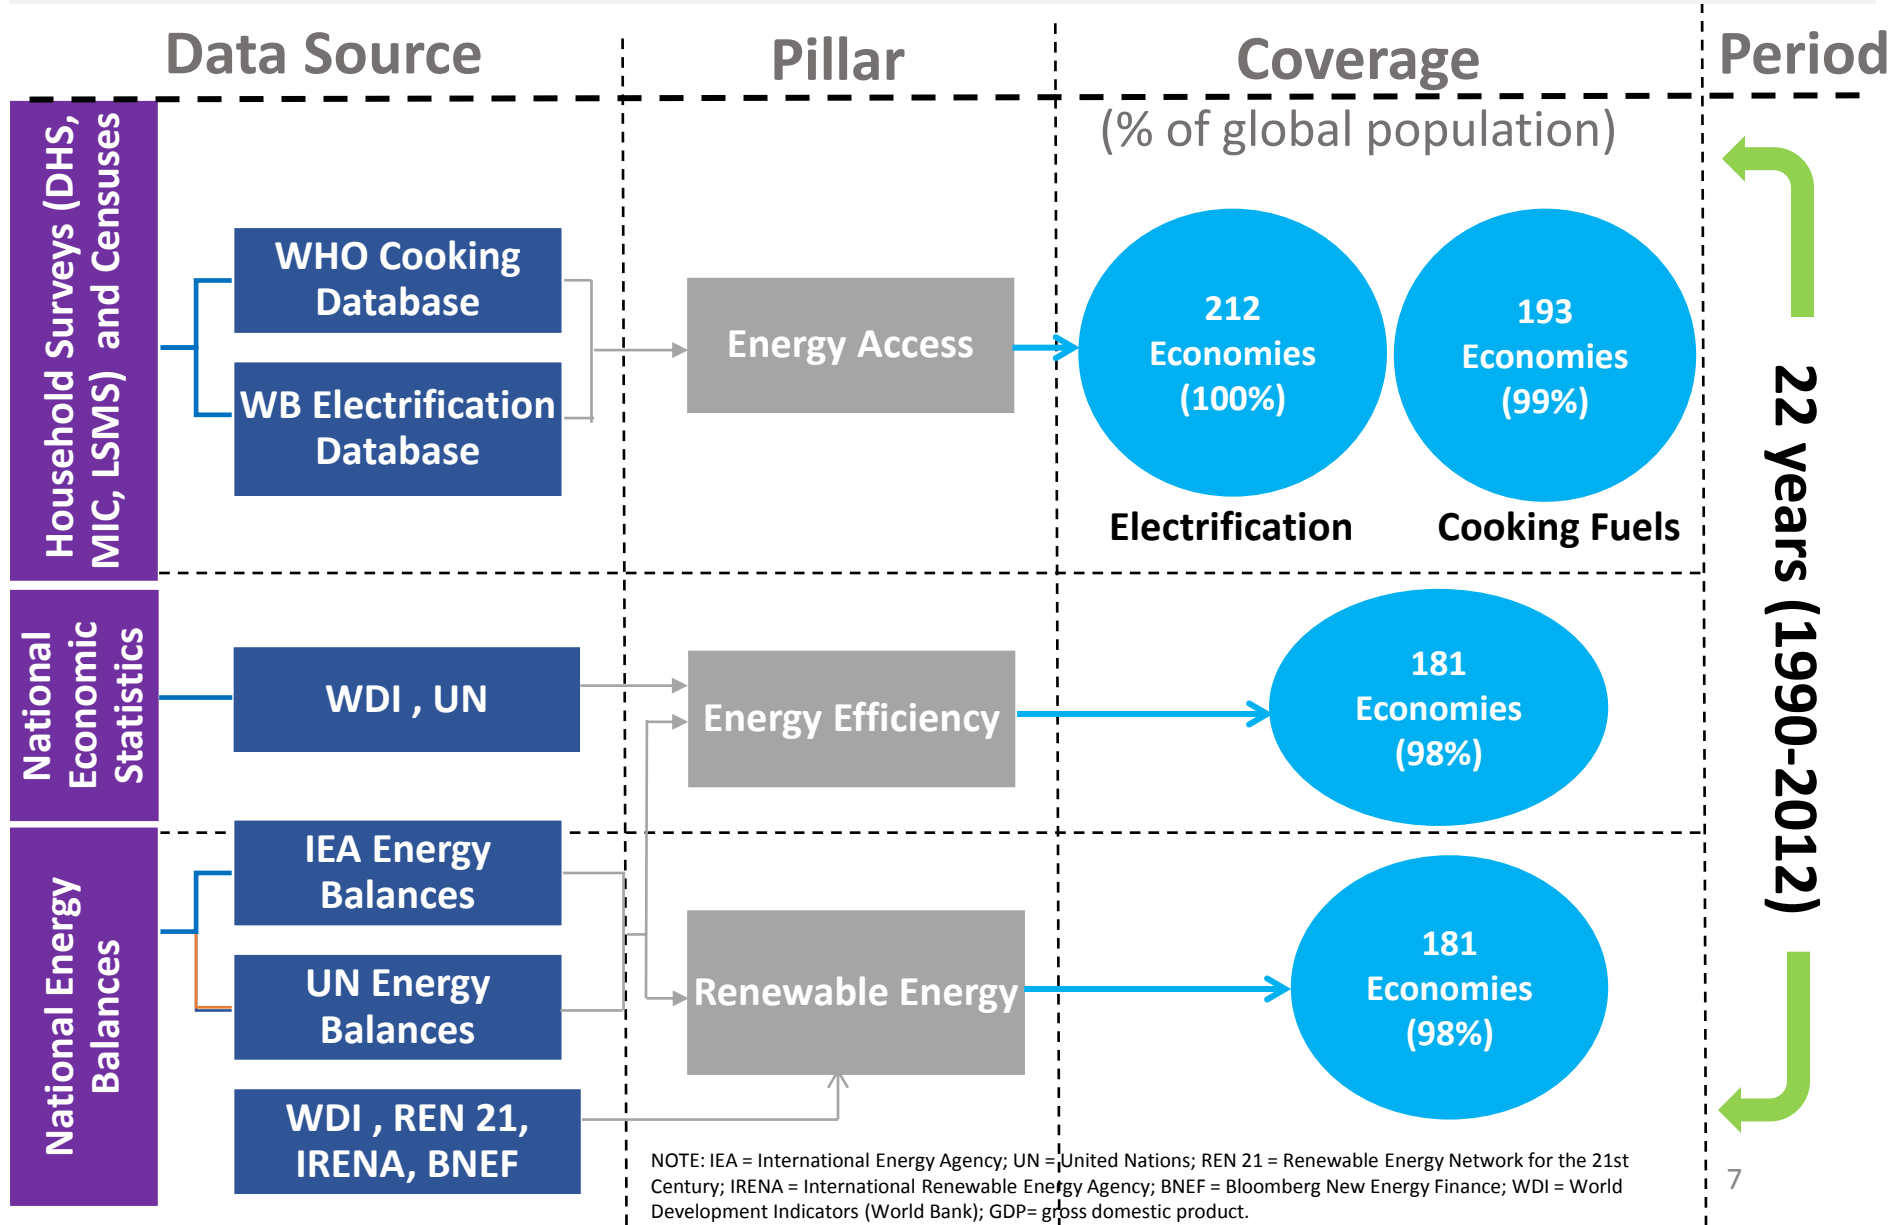 Data Source
Pillar
Coverage
Period
(% of global population)
Household Surveys (DHS,
MIC, LSMS) and Censuses
WHO Cooking
Database
WB Electrification
Database
Energy Access
212
Economies
(100%)
193
Economies
(99%)
Electrification
Cooking Fuels
22 years (1990-2012)
National
Economic
Statistics
WDI , UN
Energy Efficiency
181
Economies
(98%)
National Energy
Balances
IEA Energy
Balances
UN Energy
Balances
WDI , REN 21,
IRENA, BNEF
Renewable Energy
181
Economies
(98%)
NOTE: IEA = International Energy Agency; UN = United Nations; REN 21 = Renewable Energy Network for the 21st
Century; IRENA = International Renewable Energy Agency; BNEF = Bloomberg New Energy Finance; WDI = World
Development Indicators (World Bank); GDP= gross domestic product.
7